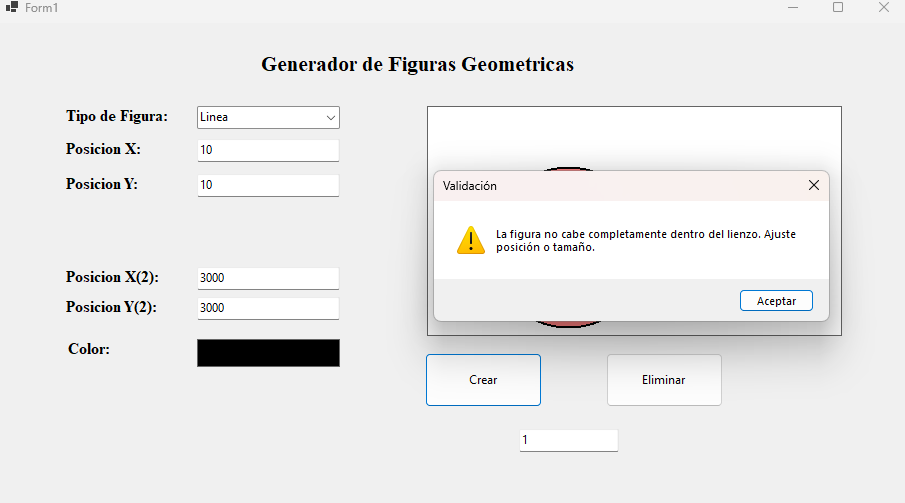 Form1
Generador de Figuras Geometricas
Tipo de Figura:
Linea
Posicion X:
10
Posicion Y:
10
Validación
La figura no cabe completamente dentro del lienzo. Ajuste
posición o tamaño.
Aceptar
Posicion X(2):
3000
Posicion Y(2):
3000
Color:
Crear
Eliminar
1